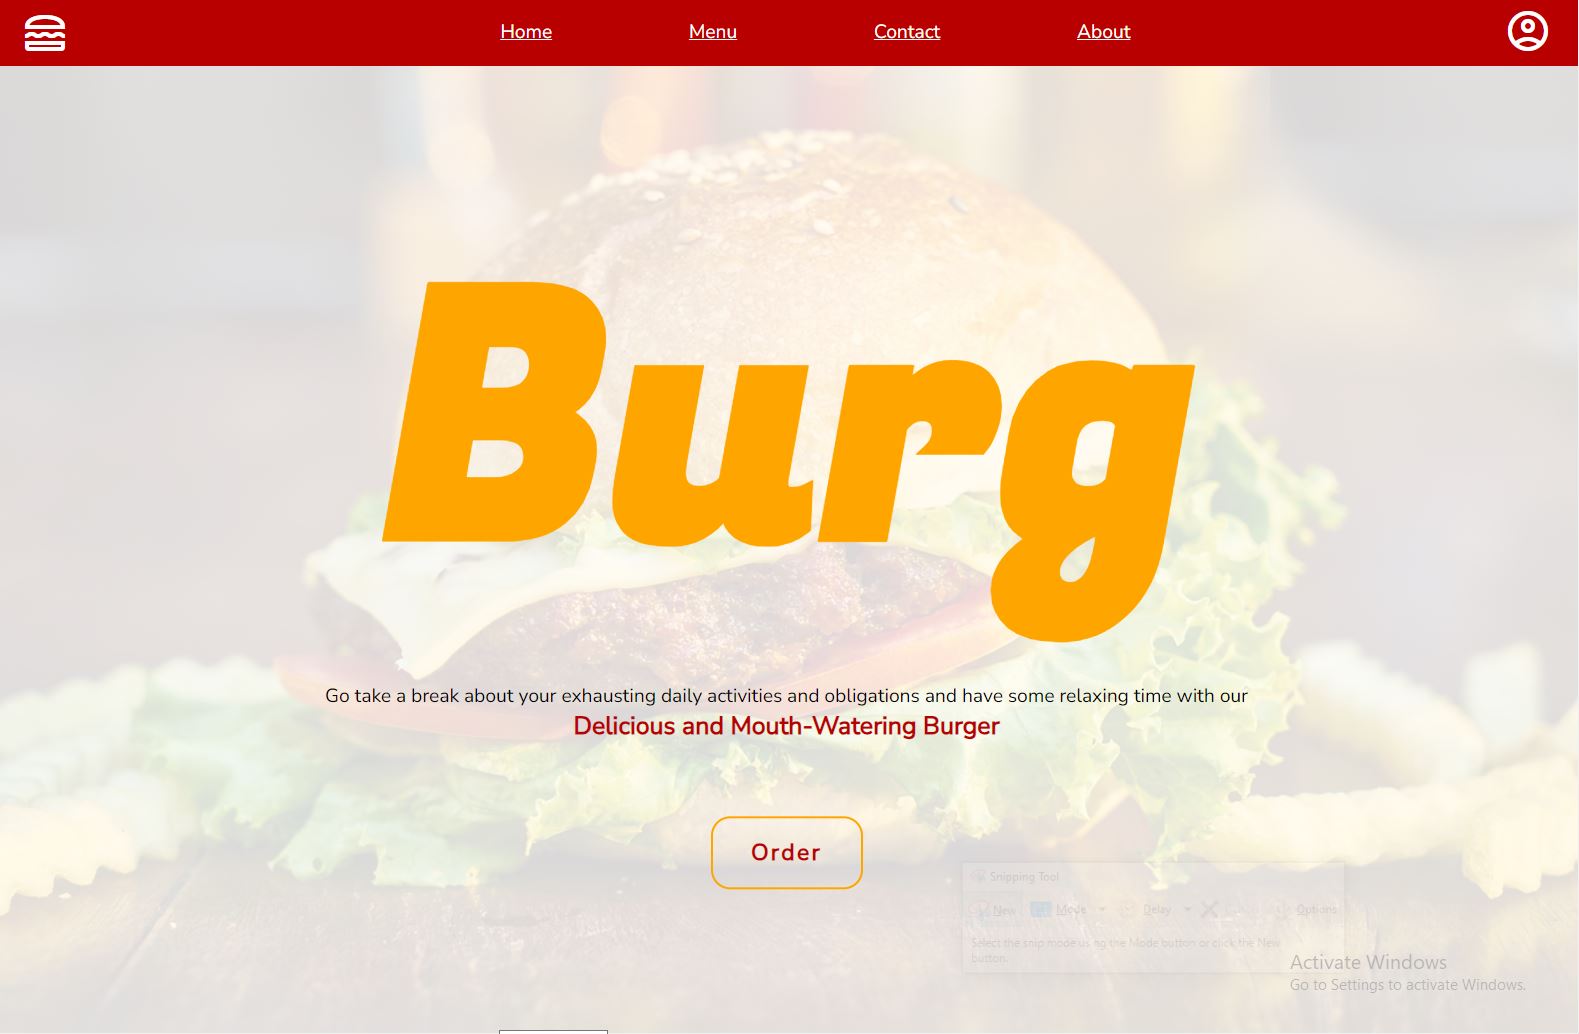 Home Menu Contact About
Burg
Go take a break about your exhausting daily activities and obligations and have some relaxing time with our
Delicious and Mouth-Watering Burger
Order
Snipping Tool
New Mode Delay Options
Select the snip mode using the Mode button or click the New
button.
Activate Windows
Go to Settings to activate Windows.